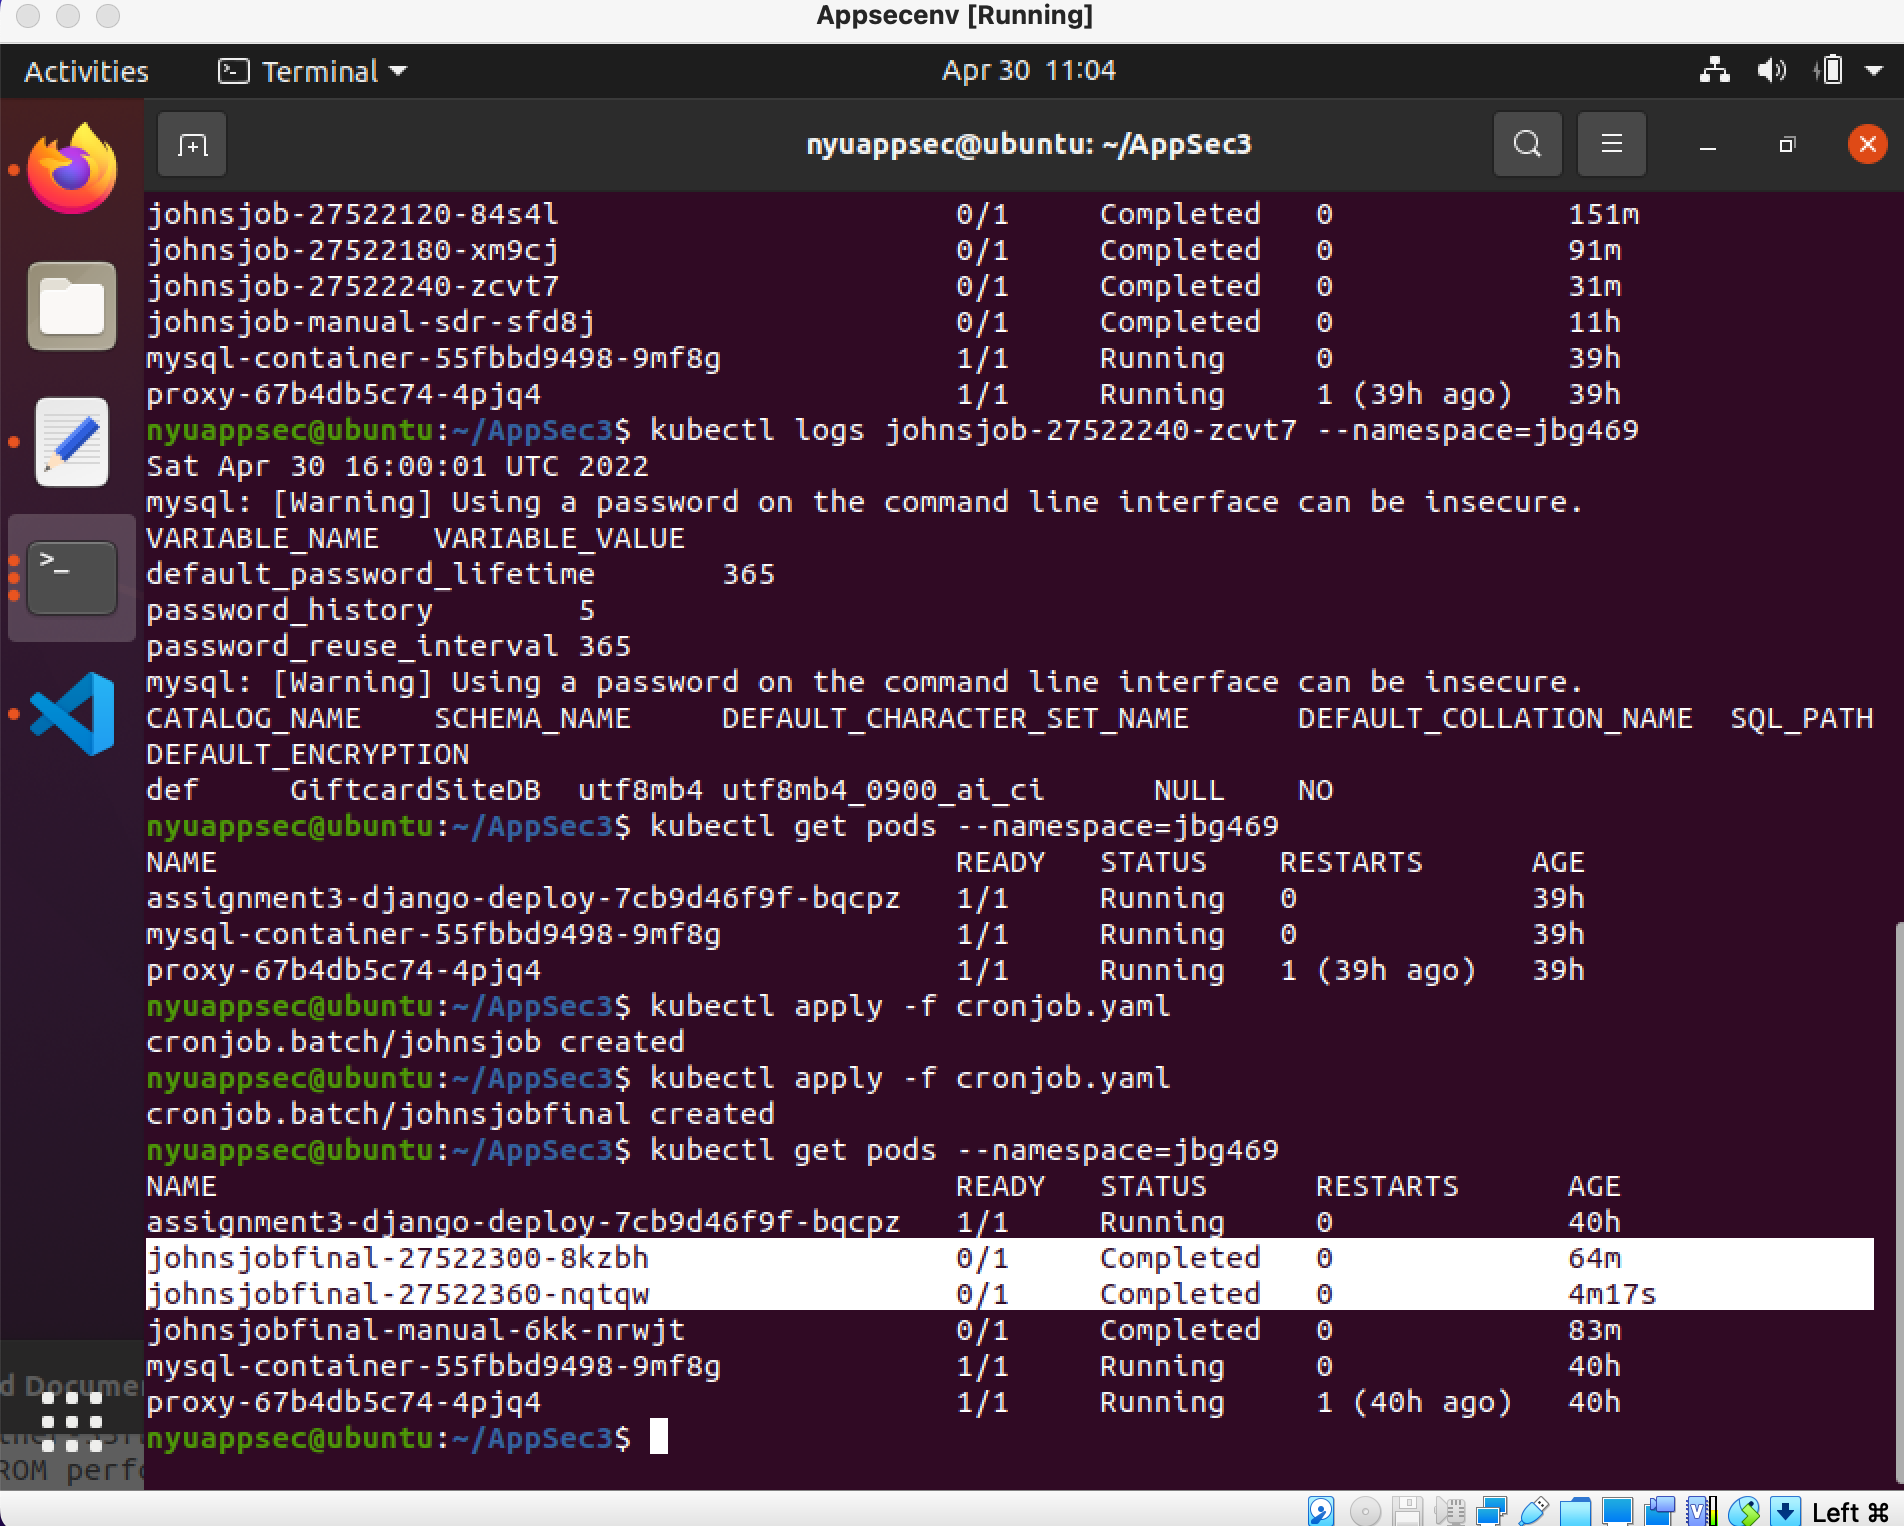 Appsecenv [Running]
Activities Terminal Apr 30 11:04
nyuappsec@ubuntu: ~/AppSec3
johnsjob-27522120-84s4l 0/1 Completed 0 151m
johnsjob-27522180-xm9cj 0/1 Completed 0 91m
johnsjob-27522240-zcvt7 0/1 Completed 0 31m
johnsjob-manual-sdr-sfd8j 0/1 Completed 0 11h
mysql-container-55fbbd9498-9mf8g 1/1 Running 0 39h
proxy-67b4db5c74-4pjq4 1/1 Running 1 (39h ago) 39h
nyuappsec@ubuntu:~/AppSec3$ kubectl logs johnsjob-27522240-zcvt7 --namespace=jbg469
Sat Apr 30 16:00:01 UTC 2022
mysql: [Warning] Using a password on the command line interface can be insecure.
VARIABLE_NAME VARIABLE_VALUE
default_password_lifetime 365
password_history 5
password_reuse_interval 365
mysql: [Warning] Using a password on the command line interface can be insecure.
CATALOG_NAME SCHEMA_NAME DEFAULT_CHARACTER_SET_NAME DEFAULT_COLLATION_NAME SQL_PATH
DEFAULT_ENCRYPTION
def GiftcardSiteDB utf8mb4 utf8mb4_0900_ai_ci NULL NO
nyuappsec@ubuntu:~/AppSec3$ kubectl get pods --namespace=jbg469
NAME READY STATUS RESTARTS AGE
assignment3-django-deploy-7cb9d46f9f-bqcpz 1/1 Running 0 39h
mysql-container-55fbbd9498-9mf8g 1/1 Running 0 39h
proxy-67b4db5c74-4pjq4 1/1 Running 1 (39h ago) 39h
nyuappsec@ubuntu:~/AppSec3$ kubectl apply -f cronjob.yaml
cronjob.batch/johnsjob created
nyuappsec@ubuntu:~/AppSec3$ kubectl apply -f cronjob.yaml
cronjob.batch/johnsjobfinal created
nyuappsec@ubuntu:~/AppSec3$ kubectl get pods --namespace=jbg469
NAME READY STATUS RESTARTS AGE
assignment3-django-deploy-7cb9d46f9f-bqcpz 1/1 Running 0 40h
johnsjobfinal-27522300-8kzbh 0/1 Completed 0 64m
johnsjobfinal-27522360-nqtqw 0/1 Completed 0 4m17s
johnsjobfinal-manual-6kk-nrwjt 0/1 Completed 0 83m
mysql-container-55fbbd9498-9mf8g 1/1 Running 0 40h
proxy-67b4db5c74-4pjq4 1/1 Running 1 (40h ago) 40h
nyuappsec@ubuntu:~/AppSec3$
d Docume
ROM perf
Left ⌘